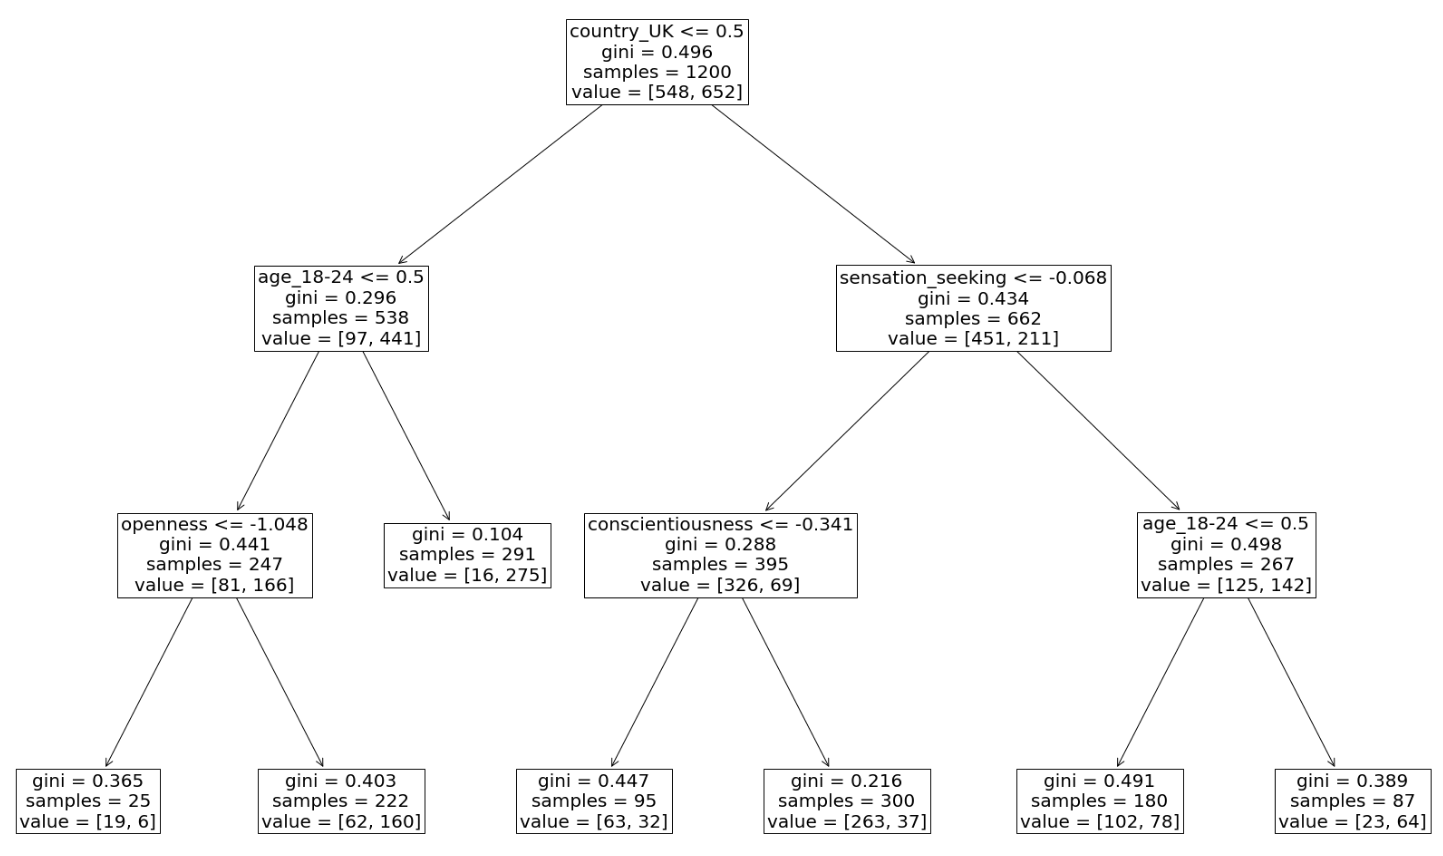 country_UK <= 0.5
gini = 0.496
samples = 1200
value = [548, 652]
age_18-24 <= 0.5
gini = 0.296
samples = 538
value = [97, 441]
sensation_seeking <= -0.068
gini = 0.434
samples = 662
value = [451, 211]
openness <= -1.048
gini = 0.441
samples = 247
value = [81, 166]
gini = 0.104
samples = 291
value = [16, 275]
conscientiousness <= -0.341
gini = 0.288
samples = 395
value = [326, 69]
age_18-24 <= 0.5
gini = 0.498
samples = 267
value = [125, 142]
gini = 0.365
samples = 25
value = [19, 6]
gini = 0.403
samples = 222
value = [62, 160]
gini = 0.447
samples = 95
value = [63, 32]
gini = 0.216
samples = 300
value = [263, 37]
gini = 0.491
samples = 180
value = [102, 78]
gini = 0.389
samples = 87
value = [23, 64]